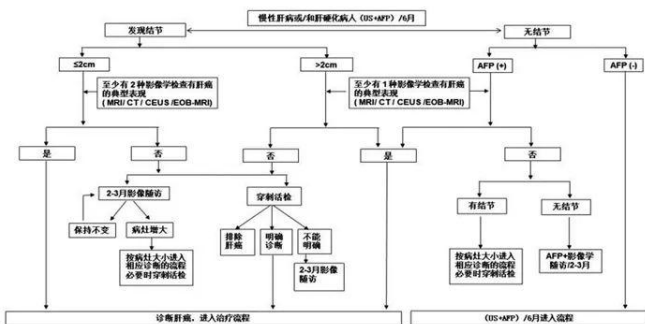 慢性肝病或/和肝硬化病人 (US+AFP) /6月
发现结节
无结节
≤2cm
>2cm
AFP (+)
AFP (-)
至少有 2 种影像学检查有肝癌
的典型表现
( MRI/ CT / CEUS /EOB-MRI)
至少有 1 种影像学检查有肝癌
的典型表现
( MRI/ CT / CEUS /EOB-MRI)
是
否
否
是
否
2-3月影像随访
穿刺活检
有结节
无结节
保持不变
病灶增大
排除
肝癌
明确
诊断
不能
明确
按病灶大小进入
相应诊断的流程
必要时穿刺活检
2-3月影像
随访
按病灶大小进入
相应诊断的流程
必要时穿刺活检
AFP+影像学
随访/2-3月
诊断肝癌，进入治疗流程
(US+AFP) /6月进入流程